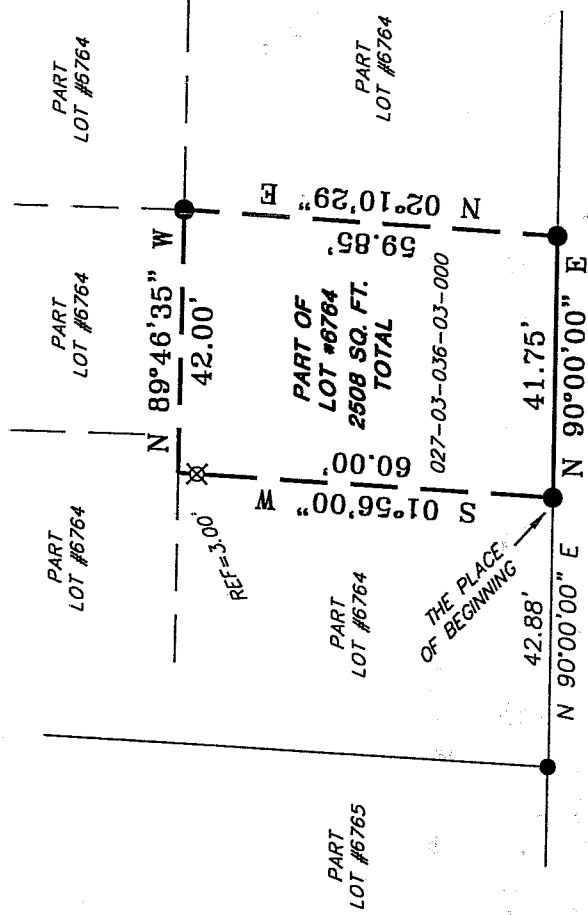 PART
LOT #6764
PART
LOT #6764
PART
LOT #6764
N 89°46'35" W
42.00'
REF=3.00'
S 01°56'00" W
60.00'
PART OF
LOT #6764
2508 SQ. FT.
TOTAL
027-03-036-03-000
59.85'
N 02°10'29" E
PART
LOT #6764
PART
LOT #6764
THE PLACE
OF BEGINNING
42.88'
N 90°00'00" E
41.75'
N 90°00'00" E
PART
LOT #6765